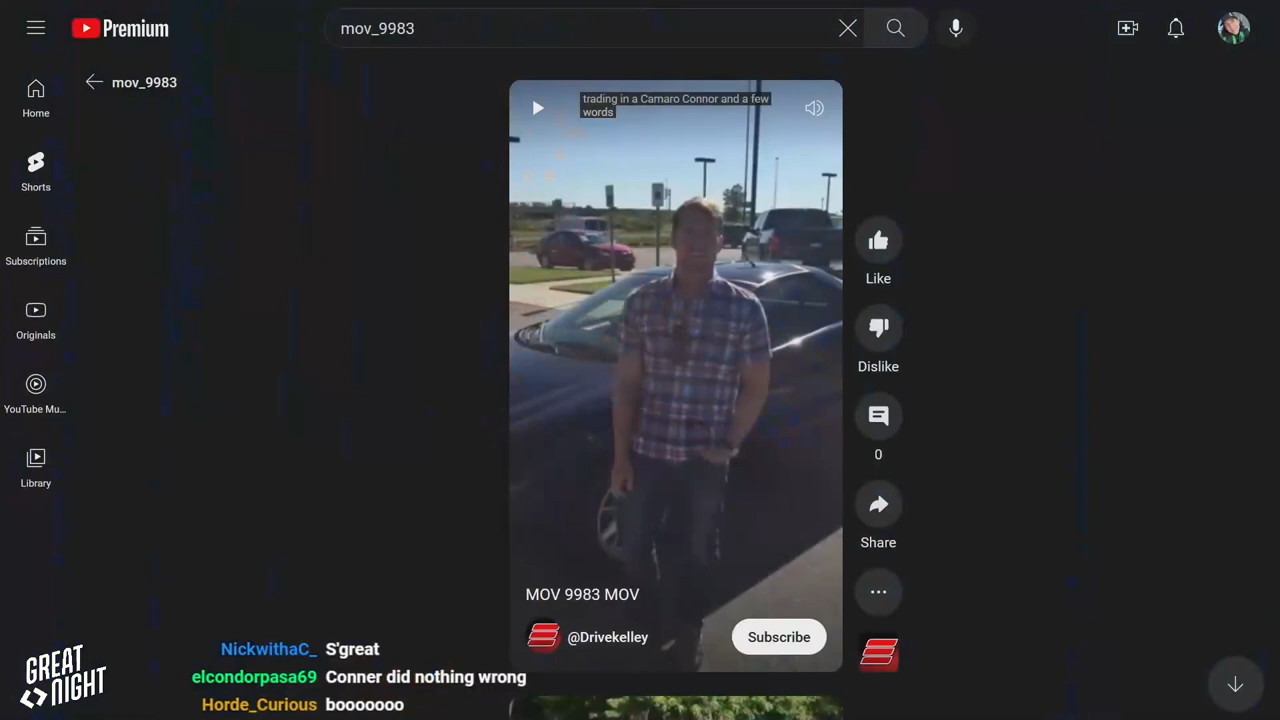 Premium
mov_9983
mov_9983
Home
Shorts
Subscriptions
Originals
YouTube Mu...
Library
trading in a Camaro Connor and a few
words
Like
Dislike
0
Share
MOV 9983 MOV
@Drivekelley
Subscribe
GREAT
NIGHT
NickwithaC_ S'great
elcondorpasa69 Conner did nothing wrong
Horde_Curious booooooo